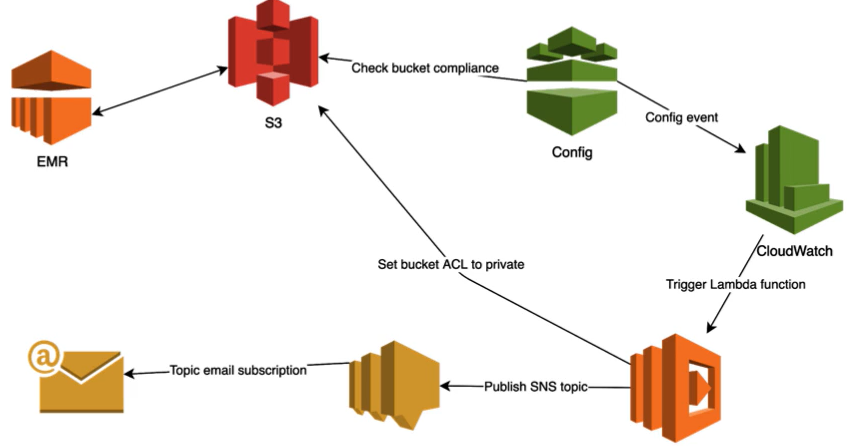 Check bucket compliance
S3
Config event
EMR
Config
CloudWatch
Set bucket ACL to private
Trigger Lambda function
@
Topic email subscription
Publish SNS topic